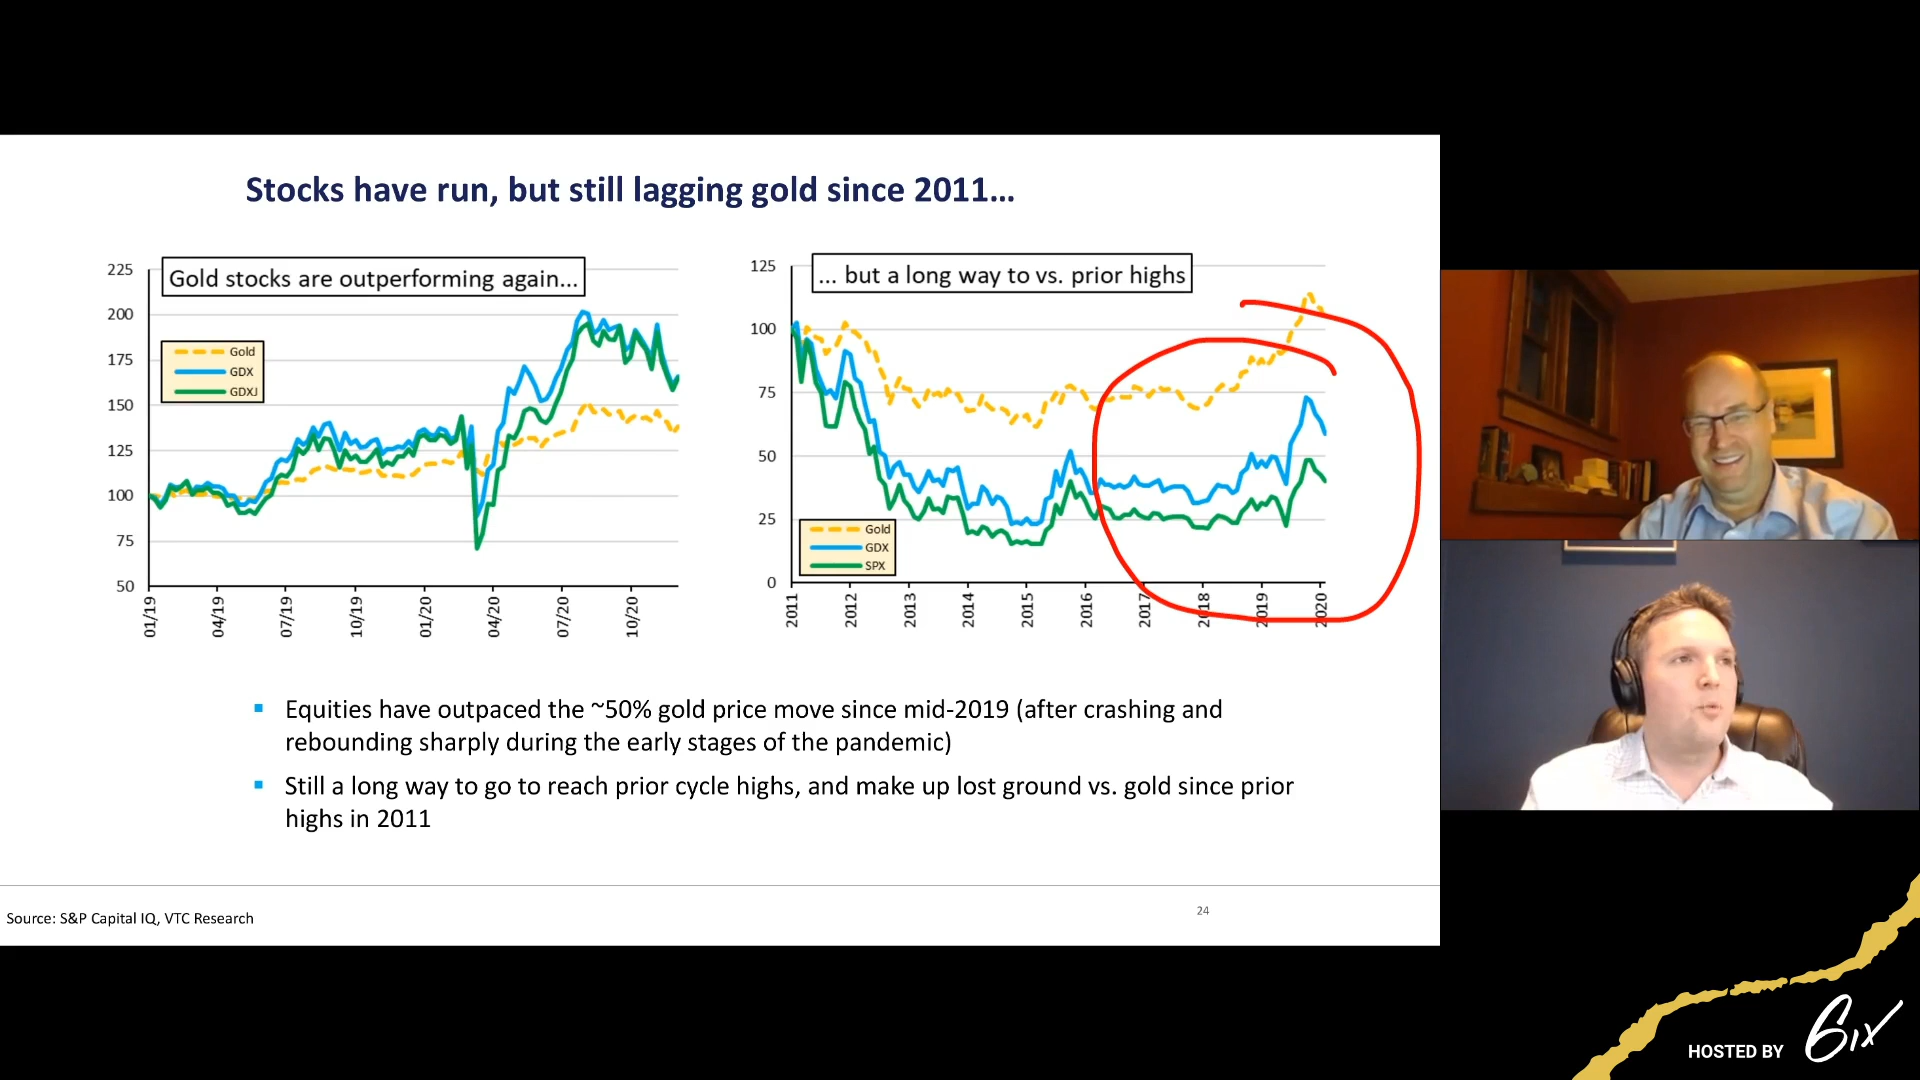 Stocks have run, but still lagging gold since 2011...
Gold stocks are outperforming again...
225
200
175
150
125
100
75
50
Gold
GDX
GDXJ
01/19
04/19
07/19
10/19
01/20
04/20
07/20
10/20
... but a long way to vs. prior highs
125
100
75
50
25
0
Gold
GDX
SPX
2011
2012
2013
2014
2015
2016
2017
2018
2019
2020
Equities have outpaced the ~50% gold price move since mid-2019 (after crashing and
rebounding sharply during the early stages of the pandemic)
Still a long way to go to reach prior cycle highs, and make up lost ground vs. gold since prior
highs in 2011
Source: S&P Capital IQ, VTC Research
24
HOSTED BY 6ix